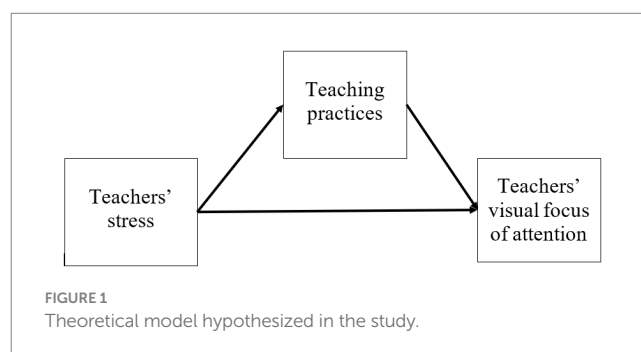 Teaching
practices
Teachers’
stress
Teachers’
visual focus
of attention
FIGURE 1
Theoretical model hypothesized in the study.